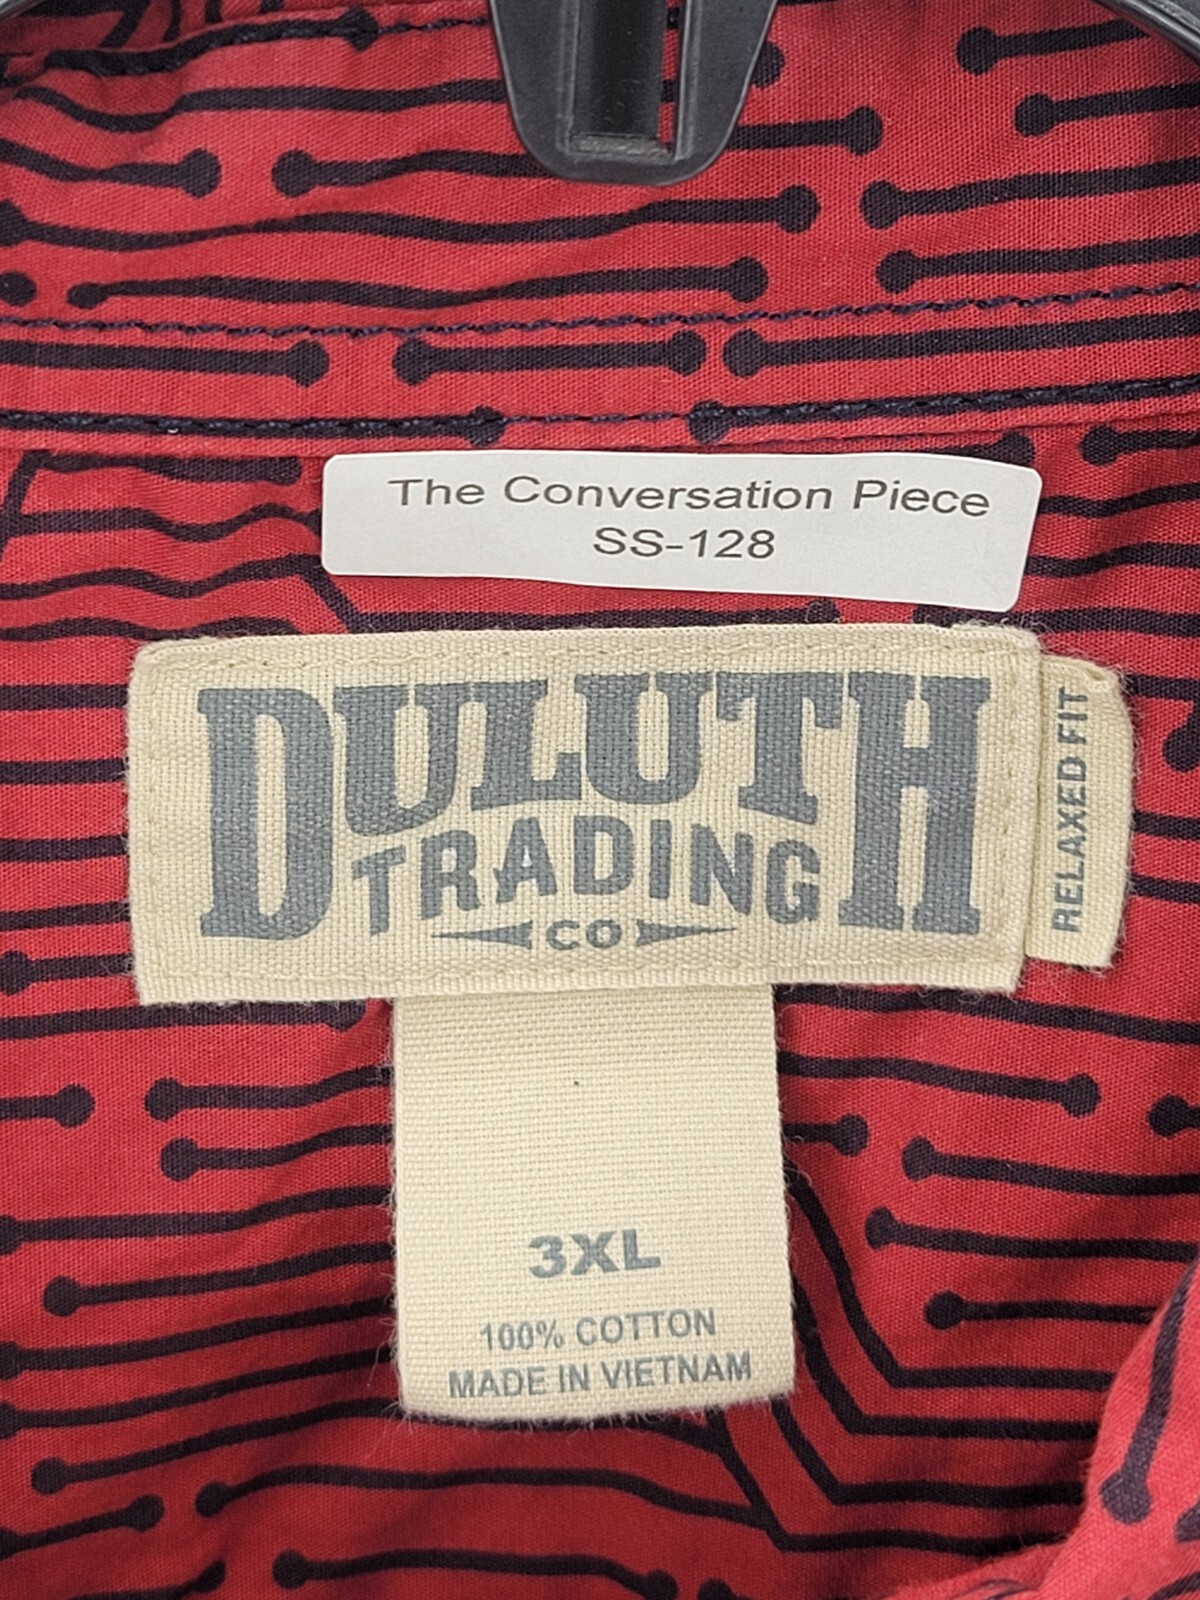 The Conversation Piece
SS-128
DULUTH
TRADING
CO
RELAXED FIT
3XL
100% COTTON
MADE IN VIETNAM